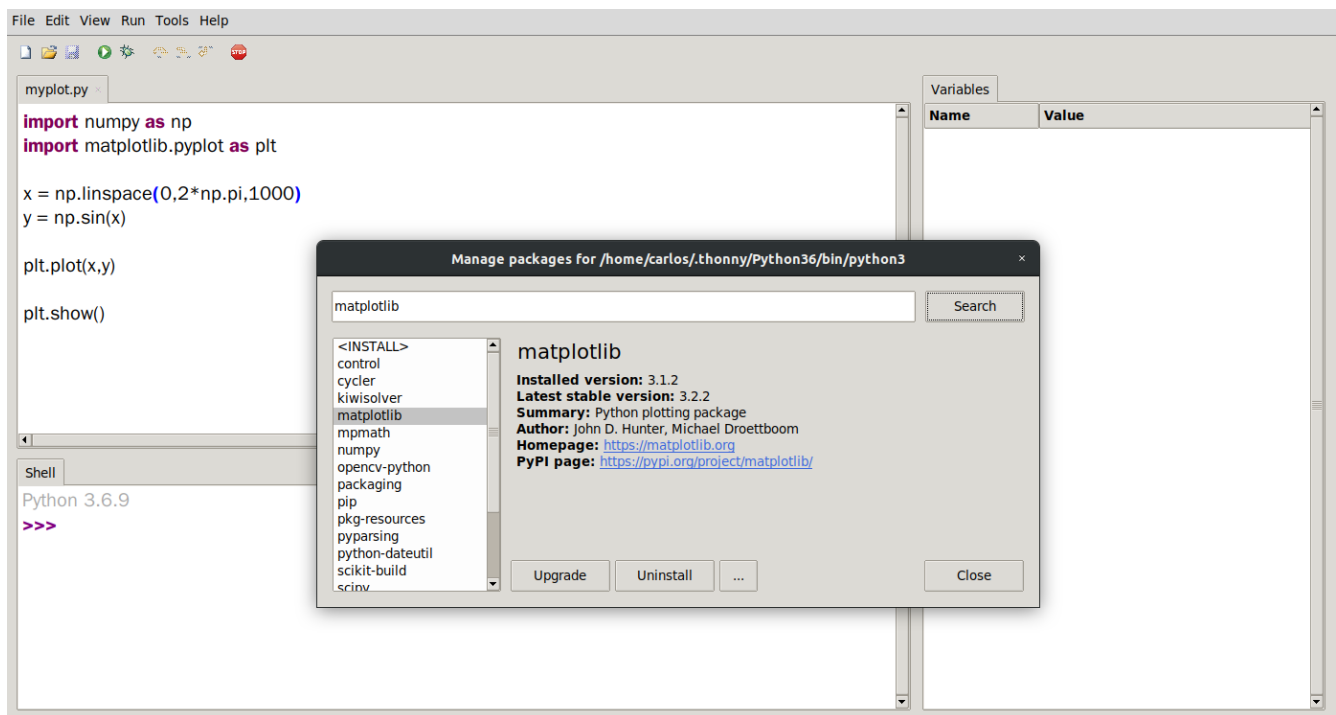 File Edit View Run Tools Help
STOP
myplot.py ×
import numpy as np
import matplotlib.pyplot as plt
x = np.linspace(0,2*np.pi,1000)
y = np.sin(x)
plt.plot(x,y)
plt.show()
Shell
Python 3.6.9
>>>
Variables
Name Value
Manage packages for /home/carlos/.thonny/Python36/bin/python3 ×
matplotlib Search
<INSTALL>
control
cycler
kiwisolver
matplotlib
mpmath
numpy
opencv-python
packaging
pip
pkg-resources
pyparsing
python-dateutil
scikit-build
scipy
matplotlib
Installed version: 3.1.2
Latest stable version: 3.2.2
Summary: Python plotting package
Author: John D. Hunter, Michael Droettboom
Homepage: https://matplotlib.org
PyPI page: https://pypi.org/project/matplotlib/
Upgrade Uninstall ... Close